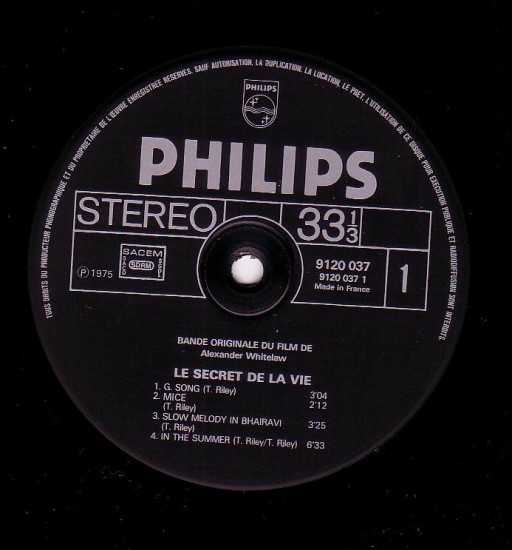 TOUS DROITS DU PRODUCTEUR PHONOGRAPHIQUE ET DU PROPRIETAIRE DE L'ŒUVRE ENREGISTREE RESERVES. SAUF AUTORISATION, LA DUPLICATION, LA LOCATION, LE PRET, L'UTILISATION DE CE DISQUE POUR EXECUTION PUBLIQUE ET RADIODIFFUSION SONT INTERDITS.
PHILIPS
PHILIPS
STEREO 33 1/3
Ⓟ 1975
SACEM
SDRM
9120 037
9120 037 1
Made in France
1
BANDE ORIGINALE DU FILM DE
Alexander Whitelaw
LE SECRET DE LA VIE
1. G. SONG (T. Riley) 3'04
2. MICE 2'12
(T. Riley)
3. SLOW MELODY IN BHAIRAVI 3'25
(T. Riley)
4. IN THE SUMMER (T. Riley/T. Riley) 6'33